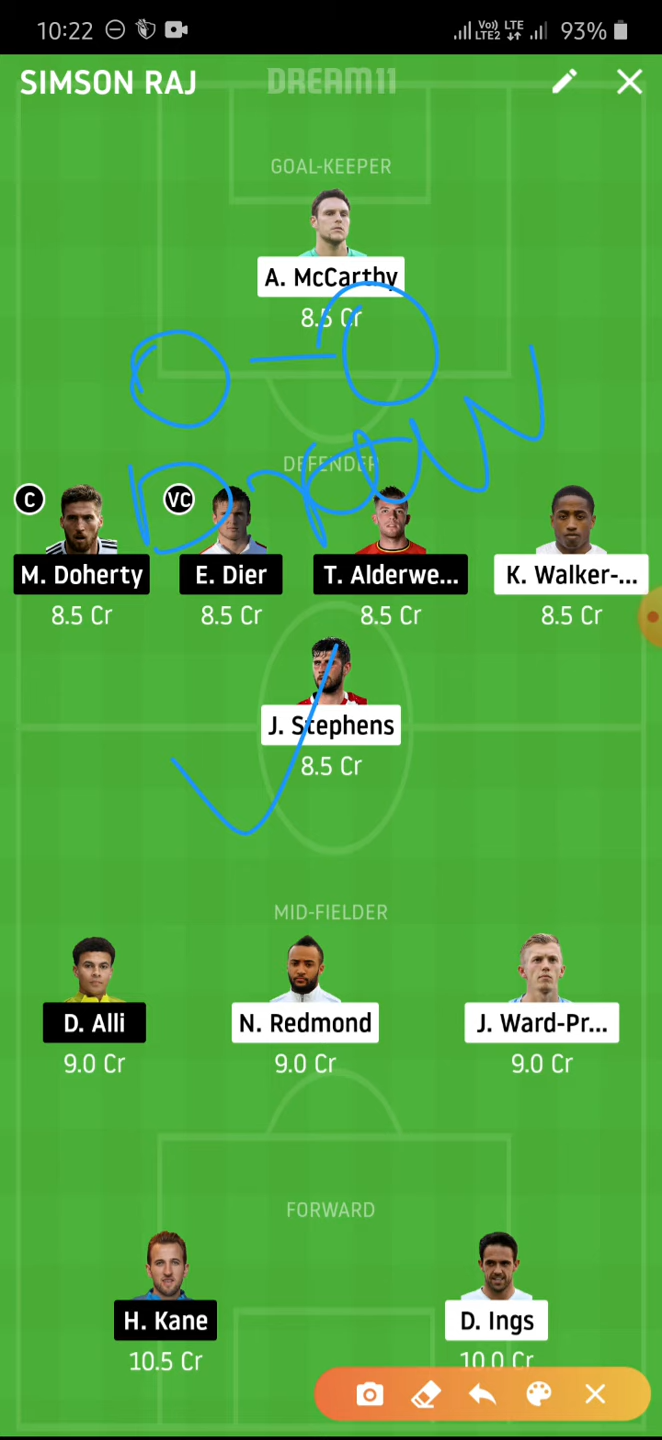 10:22 Vo) LTE LTE2 93%
SIMSON RAJ DREAM11
GOAL-KEEPER
A. McCarthy
8.5 Cr
0 - 0
DEFENDER
Draw
C VC
M. Doherty E. Dier T. Alderwe... K. Walker-...
8.5 Cr 8.5 Cr 8.5 Cr 8.5 Cr
J. Stephens
8.5 Cr
MID-FIELDER
D. Alli N. Redmond J. Ward-Pr...
9.0 Cr 9.0 Cr 9.0 Cr
FORWARD
H. Kane D. Ings
10.5 Cr 10.0 Cr